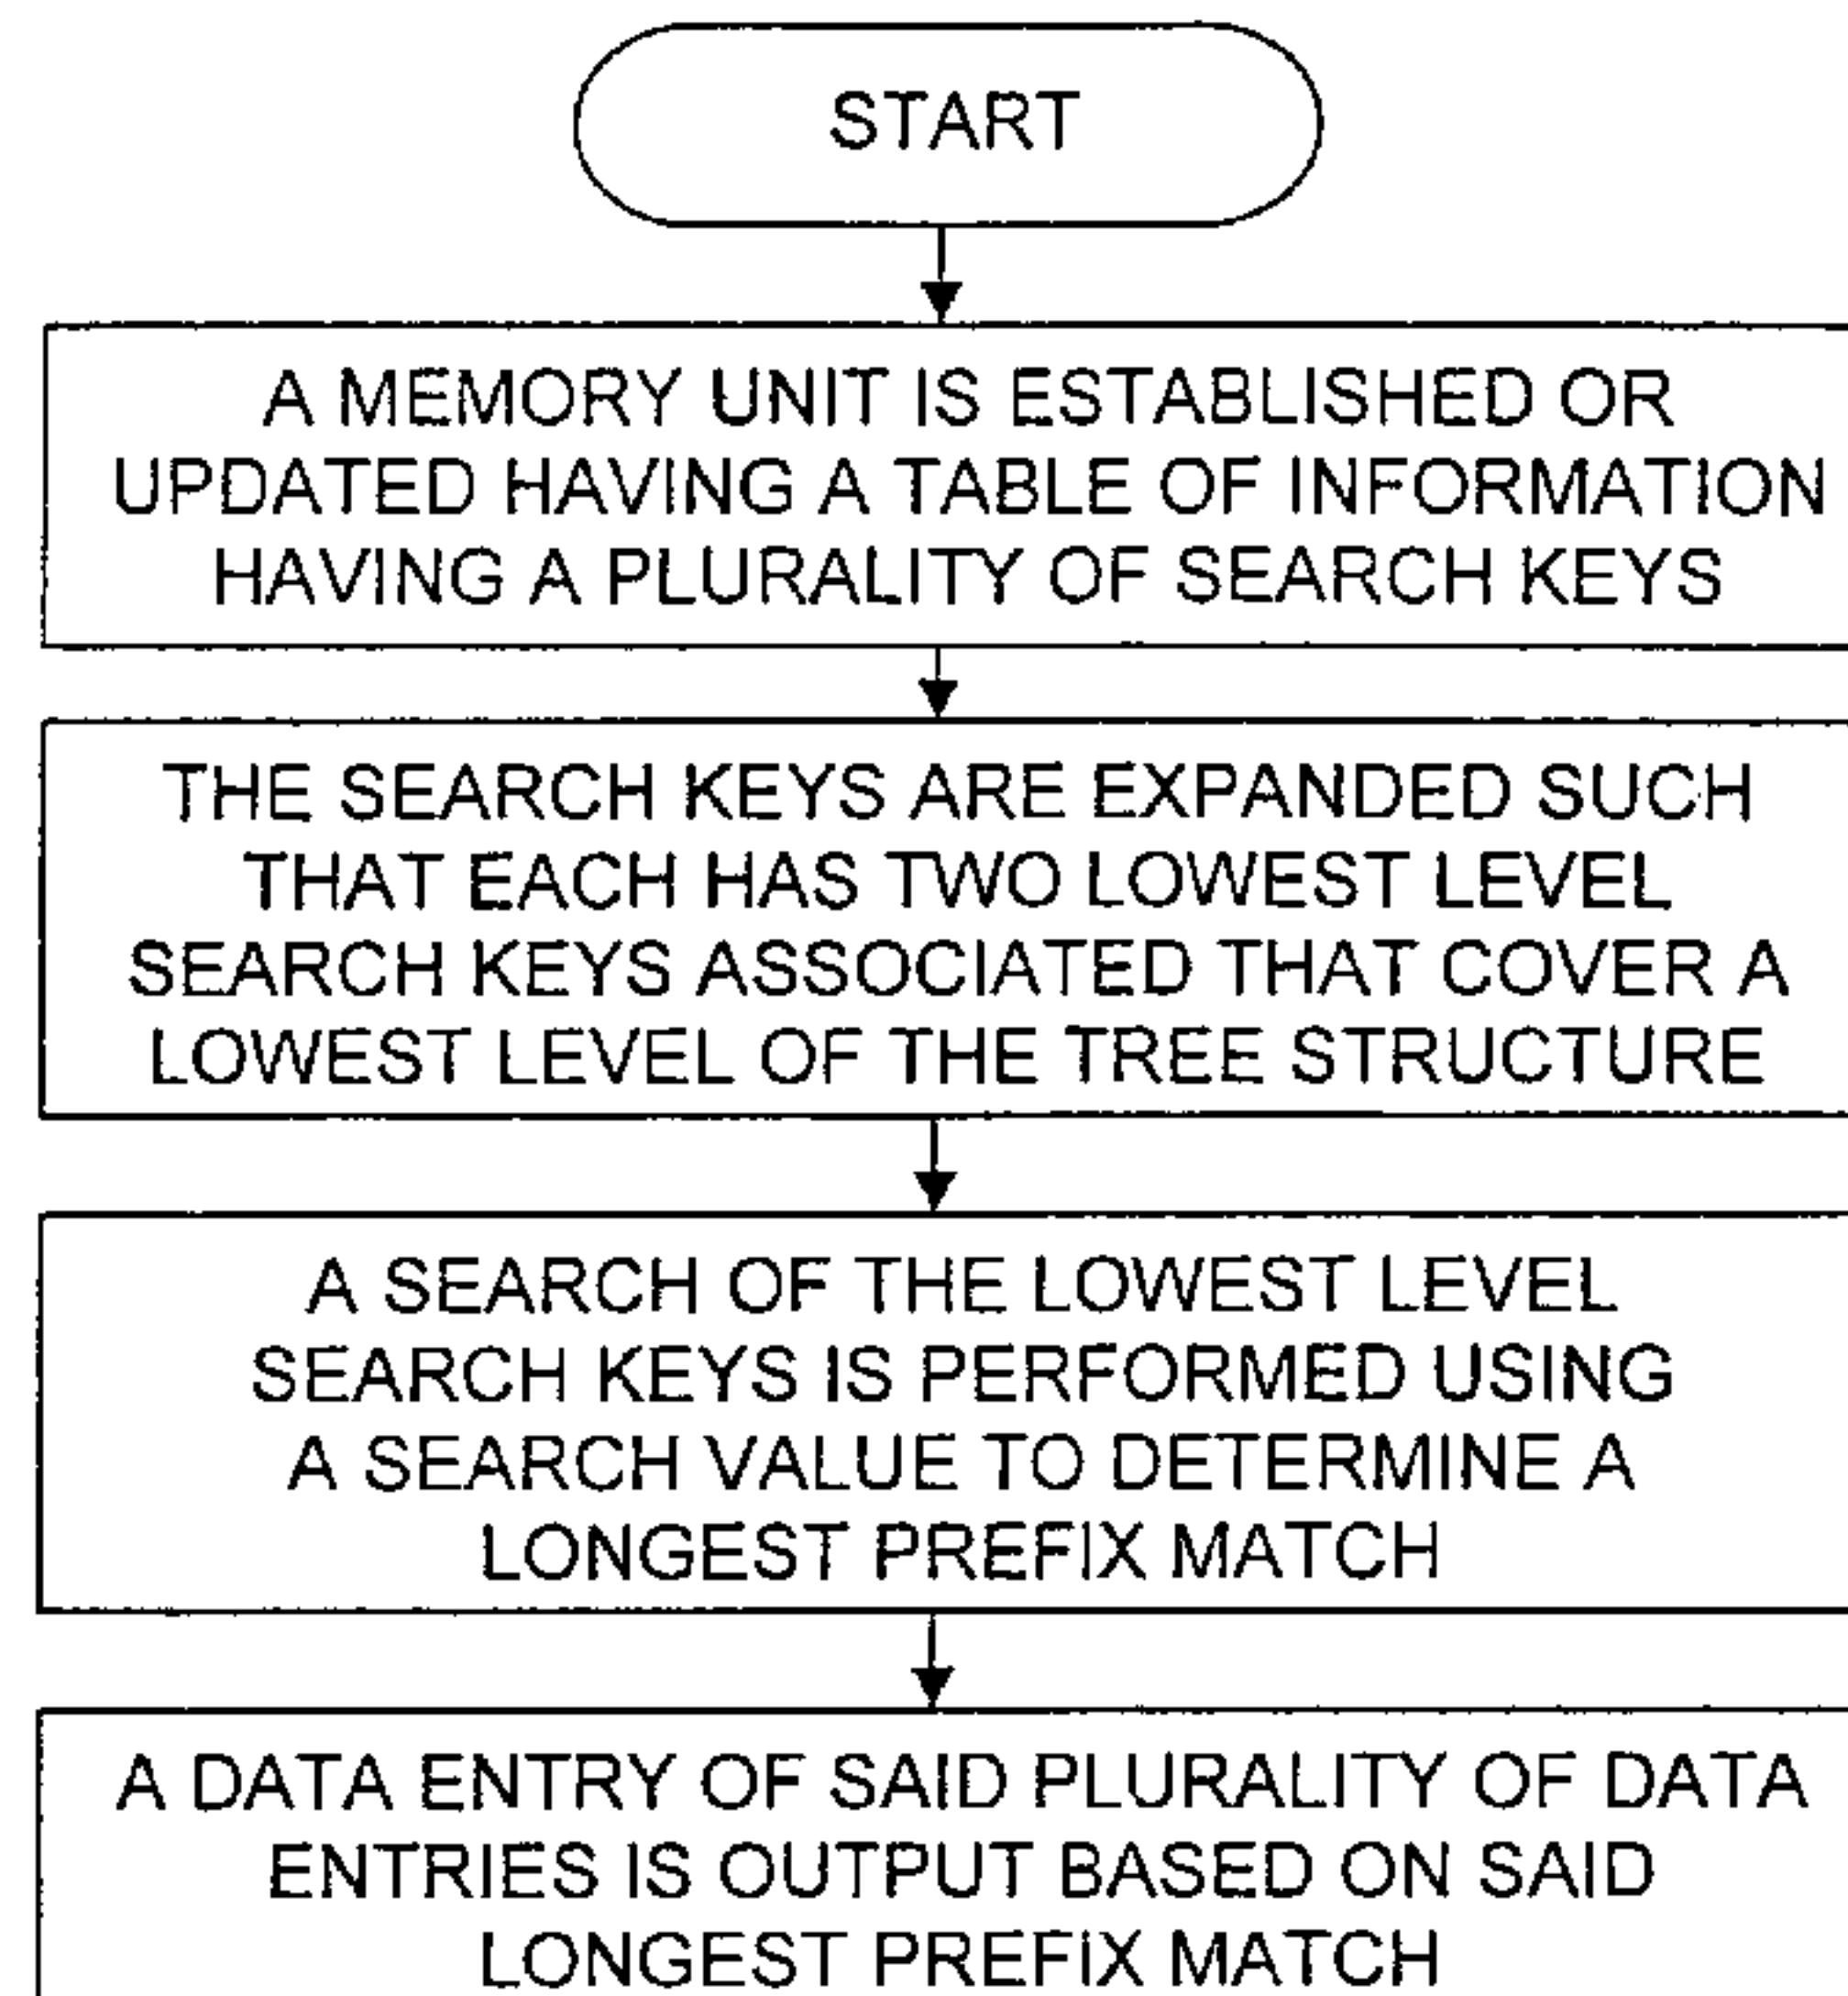 START
A MEMORY UNIT IS ESTABLISHED OR
UPDATED HAVING A TABLE OF INFORMATION
HAVING A PLURALITY OF SEARCH KEYS
THE SEARCH KEYS ARE EXPANDED SUCH
THAT EACH HAS TWO LOWEST LEVEL
SEARCH KEYS ASSOCIATED THAT COVER A
LOWEST LEVEL OF THE TREE STRUCTURE
A SEARCH OF THE LOWEST LEVEL
SEARCH KEYS IS PERFORMED USING
A SEARCH VALUE TO DETERMINE A
LONGEST PREFIX MATCH
A DATA ENTRY OF SAID PLURALITY OF DATA
ENTRIES IS OUTPUT BASED ON SAID
LONGEST PREFIX MATCH